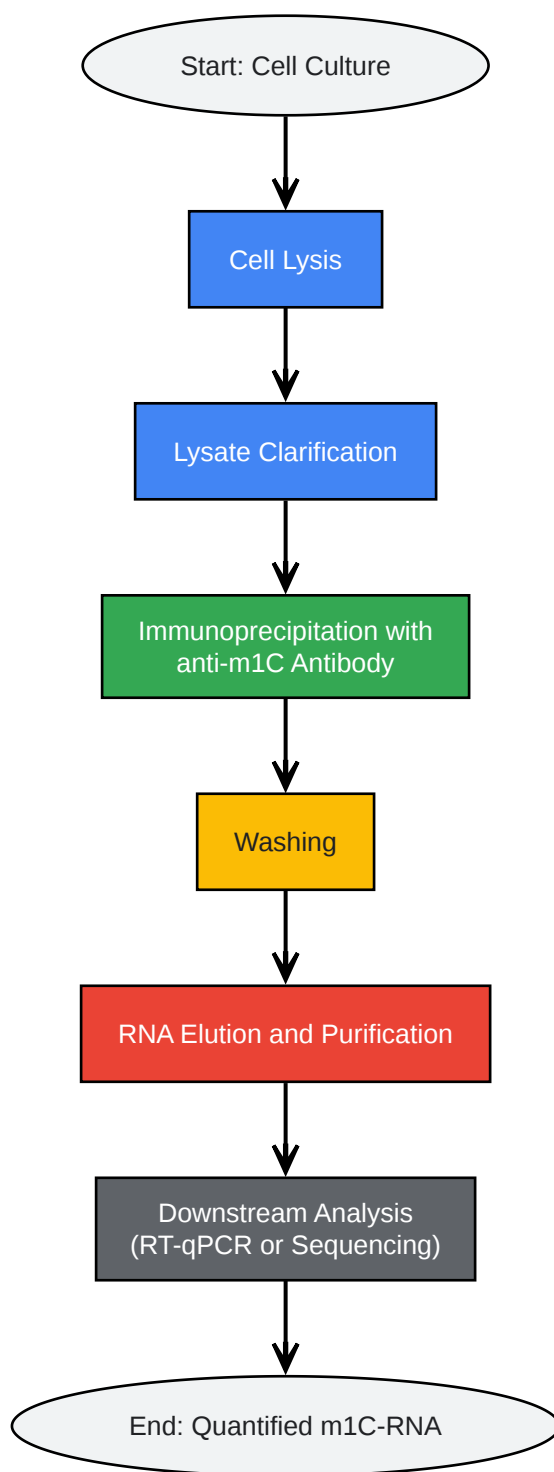 Start: Cell Culture
Cell Lysis
Lysate Clarification
Immunoprecipitation with
anti-m1C Antibody
Washing
RNA Elution and Purification
Downstream Analysis
(RT-qPCR or Sequencing)
End: Quantified m1C-RNA